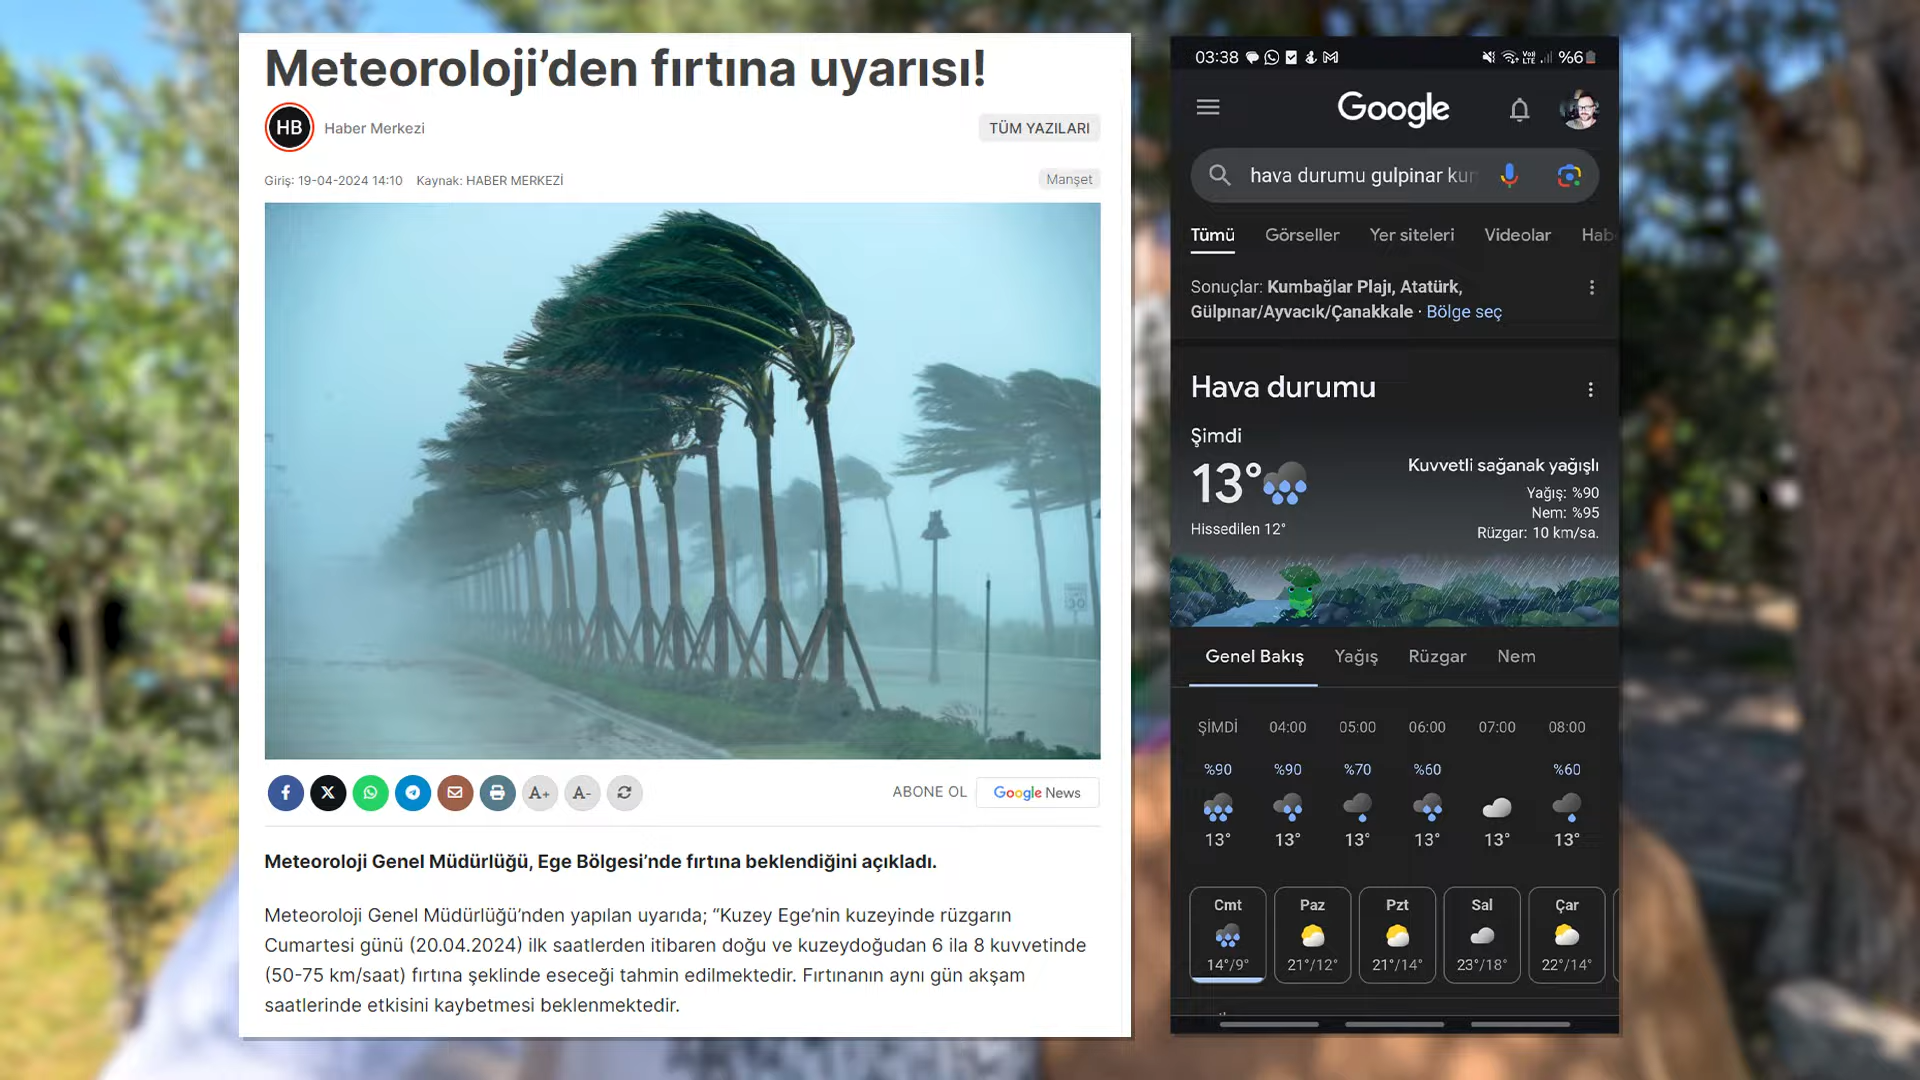 Meteoroloji’den fırtına uyarısı!
HB
Haber Merkezi
TÜM YAZILARI
Giriş: 19-04-2024 14:10
Kaynak: HABER MERKEZİ
Manşet
A+
A-
ABONE OL
Google News
Meteoroloji Genel Müdürlüğü, Ege Bölgesi’nde fırtına beklendiğini açıkladı.
Meteoroloji Genel Müdürlüğü’nden yapılan uyarıda; “Kuzey Ege’nin kuzeyinde rüzgarın
Cumartesi günü (20.04.2024) ilk saatlerden itibaren doğu ve kuzeydoğudan 6 ila 8 kuvvetinde
(50-75 km/saat) fırtına şeklinde eseceği tahmin edilmektedir. Fırtınanın aynı gün akşam
saatlerinde etkisini kaybetmesi beklenmektedir.
03:38
%6
Google
hava durumu gulpinar kum
Tümü Görseller Yer siteleri Videolar Hab
Sonuçlar: Kumbağlar Plajı, Atatürk,
Gülpınar/Ayvacık/Çanakkale · Bölge seç
Hava durumu
Şimdi
13°
Hissedilen 12°
Kuvvetli sağanak yağışlı
Yağış: %90
Nem: %95
Rüzgar: 10 km/sa.
Genel Bakış Yağış Rüzgar Nem
ŞİMDİ 04:00 05:00 06:00 07:00 08:00
%90 %90 %70 %60 %60
13° 13° 13° 13° 13° 13°
Cmt Paz Pzt Sal Çar
14°/9° 21°/12° 21°/14° 23°/18° 22°/14°